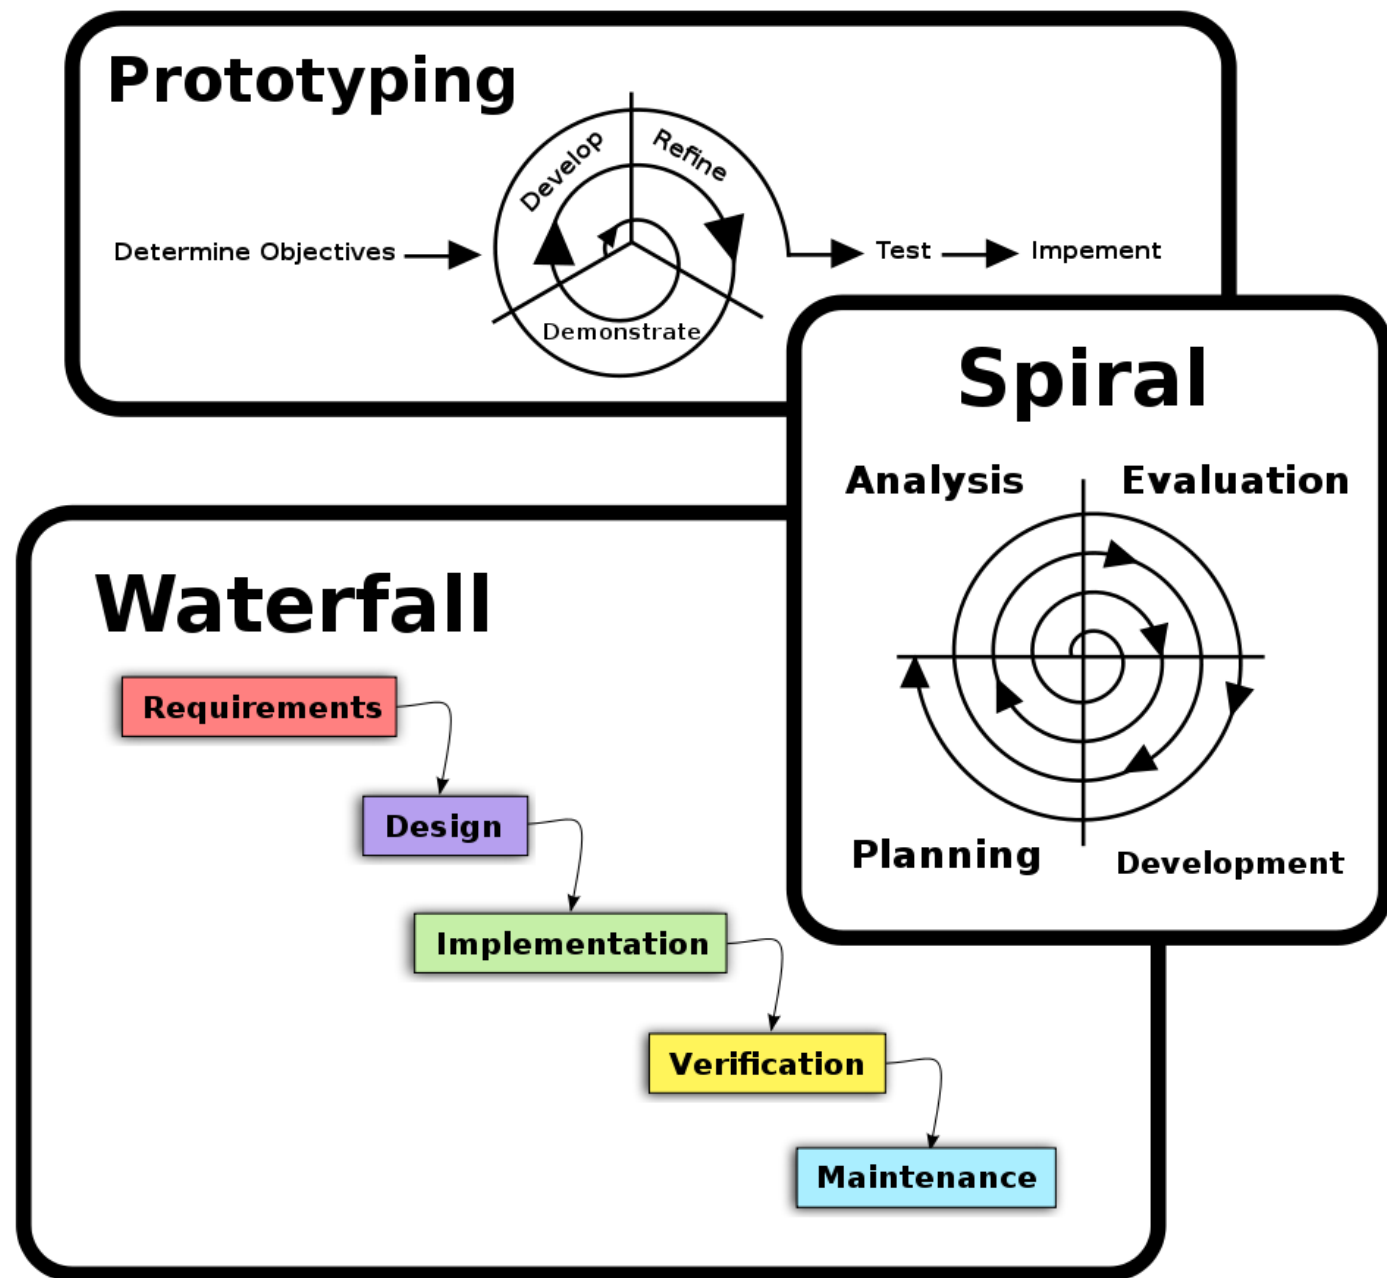 Prototyping
Develop
Refine
Determine Objectives
Test
Impement
Demonstrate
Spiral
Analysis
Evaluation
Planning
Development
Waterfall
Requirements
Design
Implementation
Verification
Maintenance